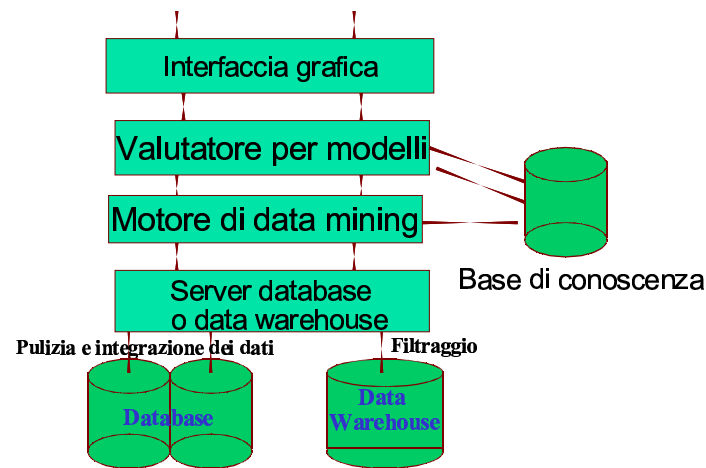 Interfaccia grafica
Valutatore per modelli
Motore di data mining
Base di conoscenza
Server database
o data warehouse
Pulizia e integrazione dei dati
Filtraggio
Database
Data
Warehouse